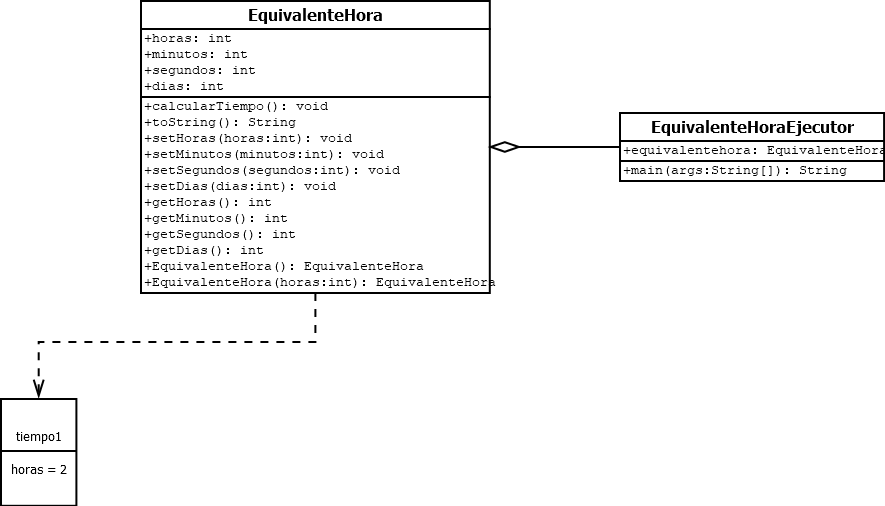 EquivalenteHora
+horas: int
+minutos: int
+segundos: int
+dias: int
+calcularTiempo(): void
+toString(): String
+setHoras(horas:int): void
+setMinutos(minutos:int): void
+setSegundos(segundos:int): void
+setDias(dias:int): void
+getHoras(): int
+getMinutos(): int
+getSegundos(): int
+getDias(): int
+EquivalenteHora(): EquivalenteHora
+EquivalenteHora(horas:int): EquivalenteHora
EquivalenteHoraEjecutor
+equivalentehora: EquivalenteHora
+main(args:String[]): String
tiempo1
horas = 2